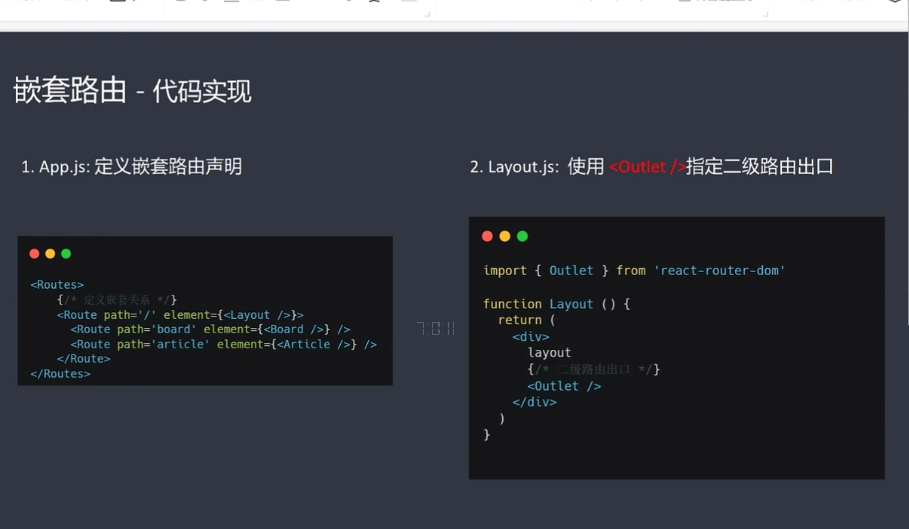 嵌套路由 - 代码实现
1. App.js: 定义嵌套路由声明
<Routes>
{/* 定义嵌套关系 */}
<Route path='/' element={<Layout />}>
<Route path='board' element={<Board />} />
<Route path='article' element={<Article />} />
</Route>
</Routes>
2. Layout.js: 使用 <Outlet />指定二级路由出口
import { Outlet } from 'react-router-dom'
function Layout () {
return (
<div>
layout
{/* 二级路由出口 */}
<Outlet />
</div>
)
}